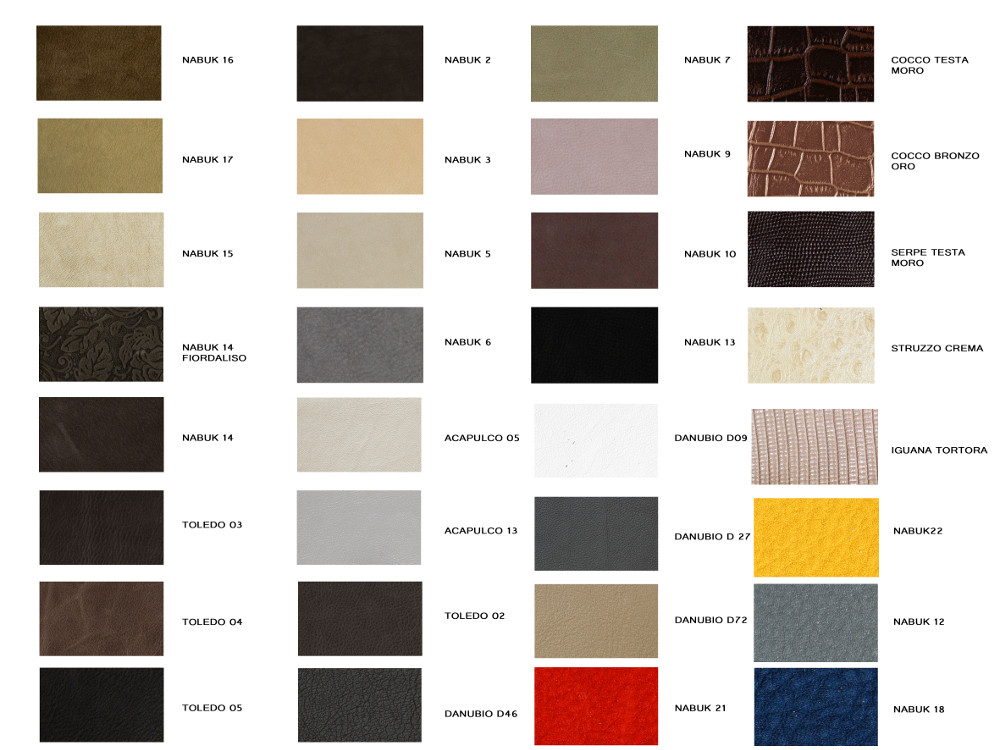 NABUK 16
NABUK 2
NABUK 7
COCCO TESTA
MORO
NABUK 17
NABUK 3
NABUK 9
COCCO BRONZO
ORO
NABUK 15
NABUK 5
NABUK 10
SERPE TESTA
MORO
NABUK 14
FIORDALISO
NABUK 6
NABUK 13
STRUZZO CREMA
NABUK 14
ACAPULCO 05
DANUBIO D09
IGUANA TORTORA
TOLEDO 03
ACAPULCO 13
DANUBIO D 27
NABUK22
TOLEDO 04
TOLEDO 02
DANUBIO D72
NABUK 12
TOLEDO 05
DANUBIO D46
NABUK 21
NABUK 18